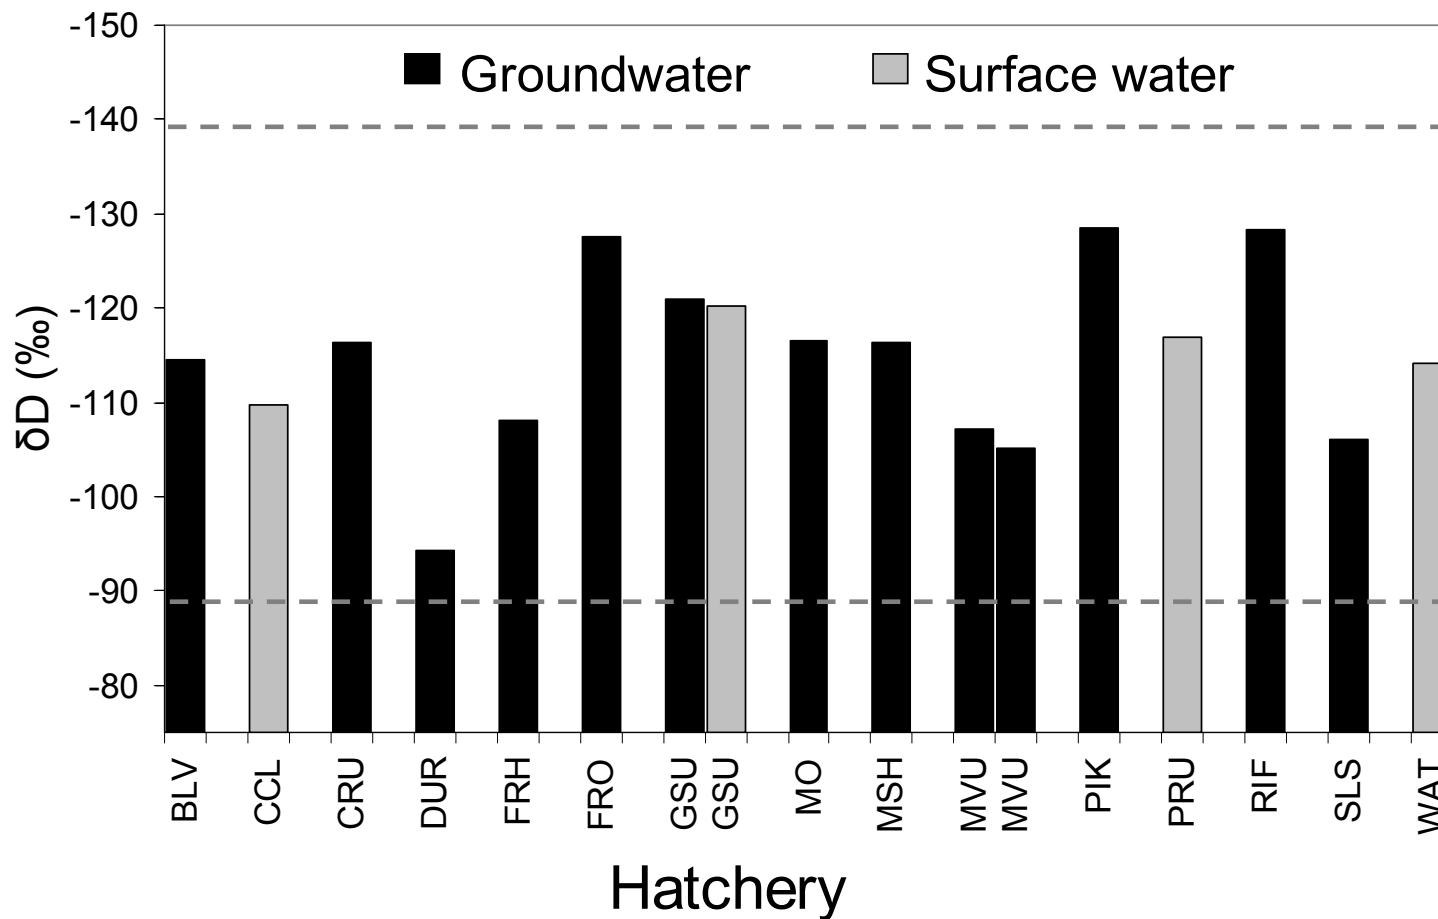 -150
Groundwater Surface water
-140
-130
-120
-110
-100
-90
-80
δD (‰)
BLV CCL CRU DUR FRH FRO GSU GSU MO MSH MVU MVU PIK PRU RIF SLS WAT
Hatchery